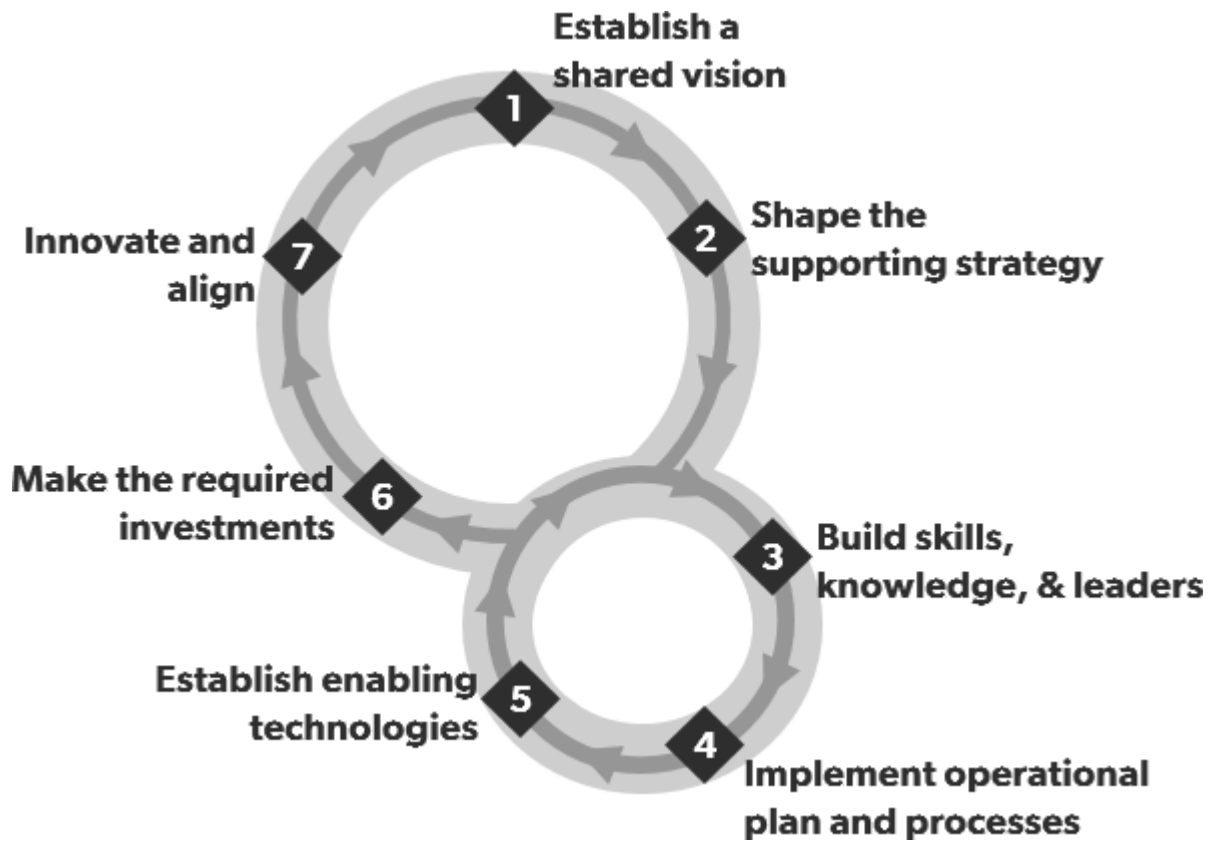 Establish a
shared vision
1
Shape the
supporting strategy
2
Build skills,
knowledge, & leaders
3
Implement operational
plan and processes
4
Establish enabling
technologies
5
Make the required
investments
6
Innovate and
align
7